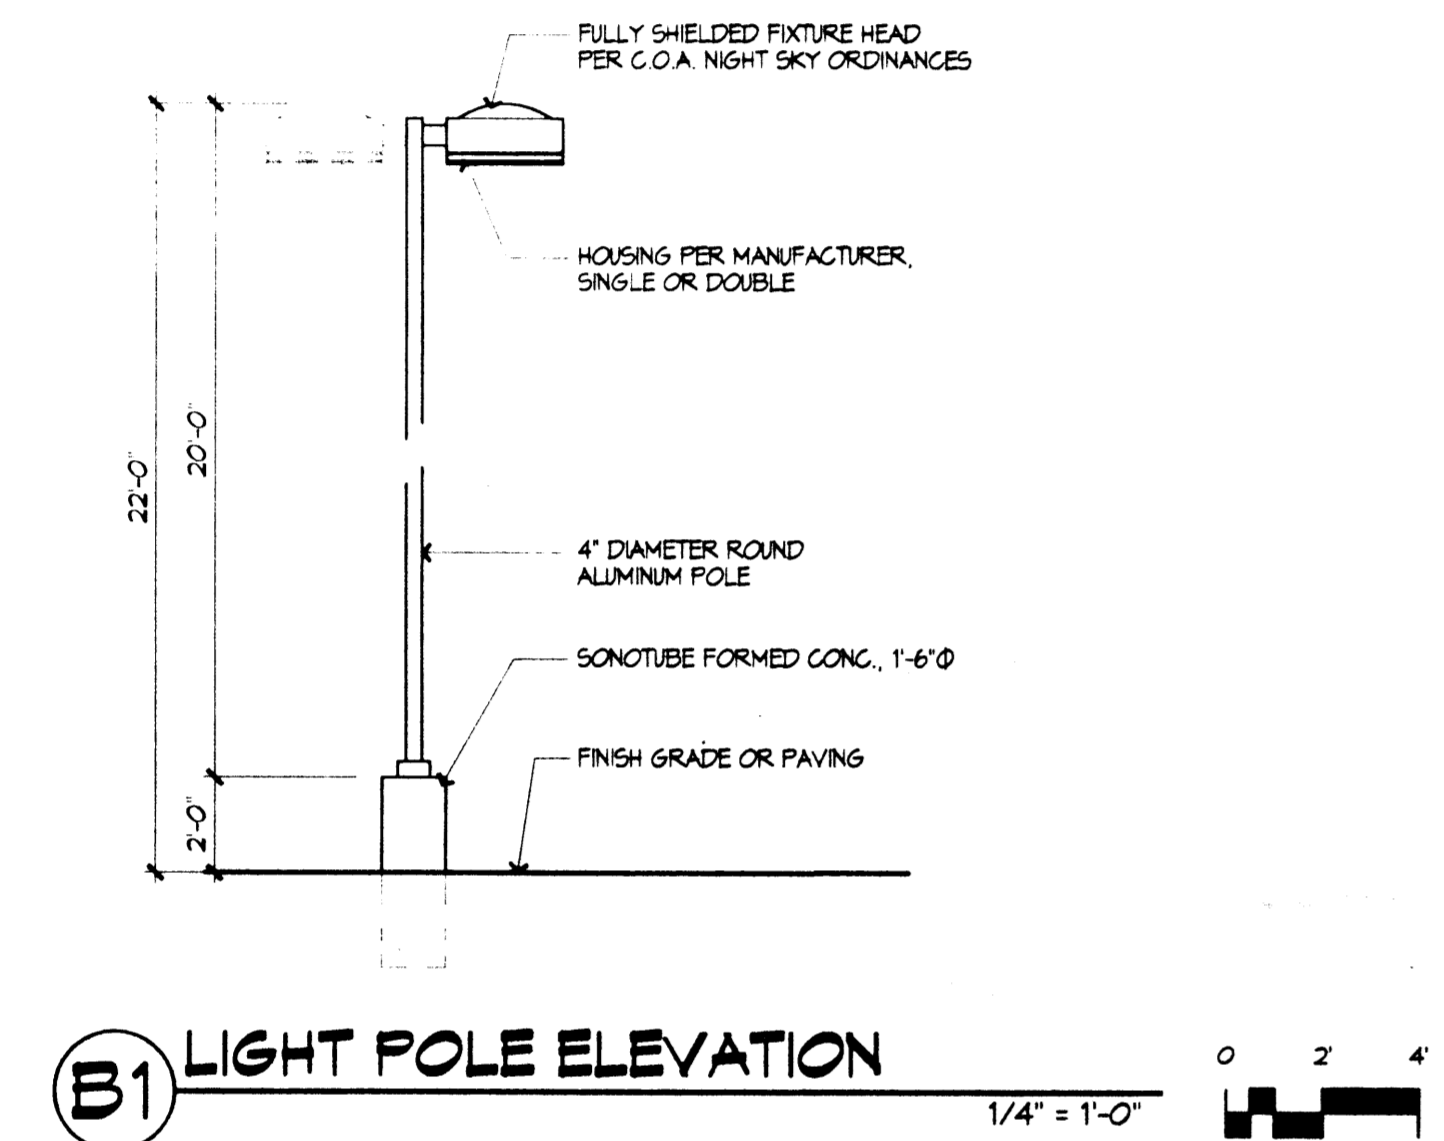 FULLY SHIELDED FIXTURE HEAD
PER C.O.A. NIGHT SKY ORDINANCES
HOUSING PER MANUFACTURER,
SINGLE OR DOUBLE
20'-0"
22'-0"
4" DIAMETER ROUND
ALUMINUM POLE
SONOTUBE FORMED CONC., 1'-6"Φ
FINISH GRADE OR PAVING
2'-0"
B1 LIGHT POLE ELEVATION
1/4" = 1'-0"
0 2' 4'